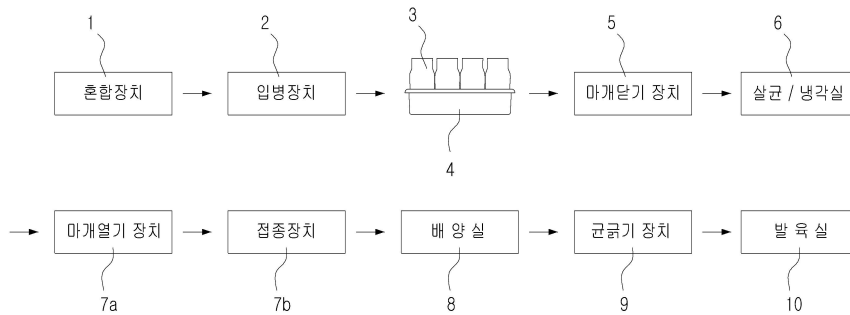 1
2
3
5
6
혼합장치
입병장치
마개닫기 장치
살균 / 냉각실
4
마개열기 장치
접종장치
배 양 실
균긁기 장치
발 육 실
7a
7b
8
9
10